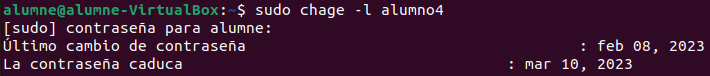 alumne@alumne-VirtualBox:~$ sudo chage -l alumno4
[sudo] contraseña para alumne:
Último cambio de contraseña : feb 08, 2023
La contraseña caduca : mar 10, 2023